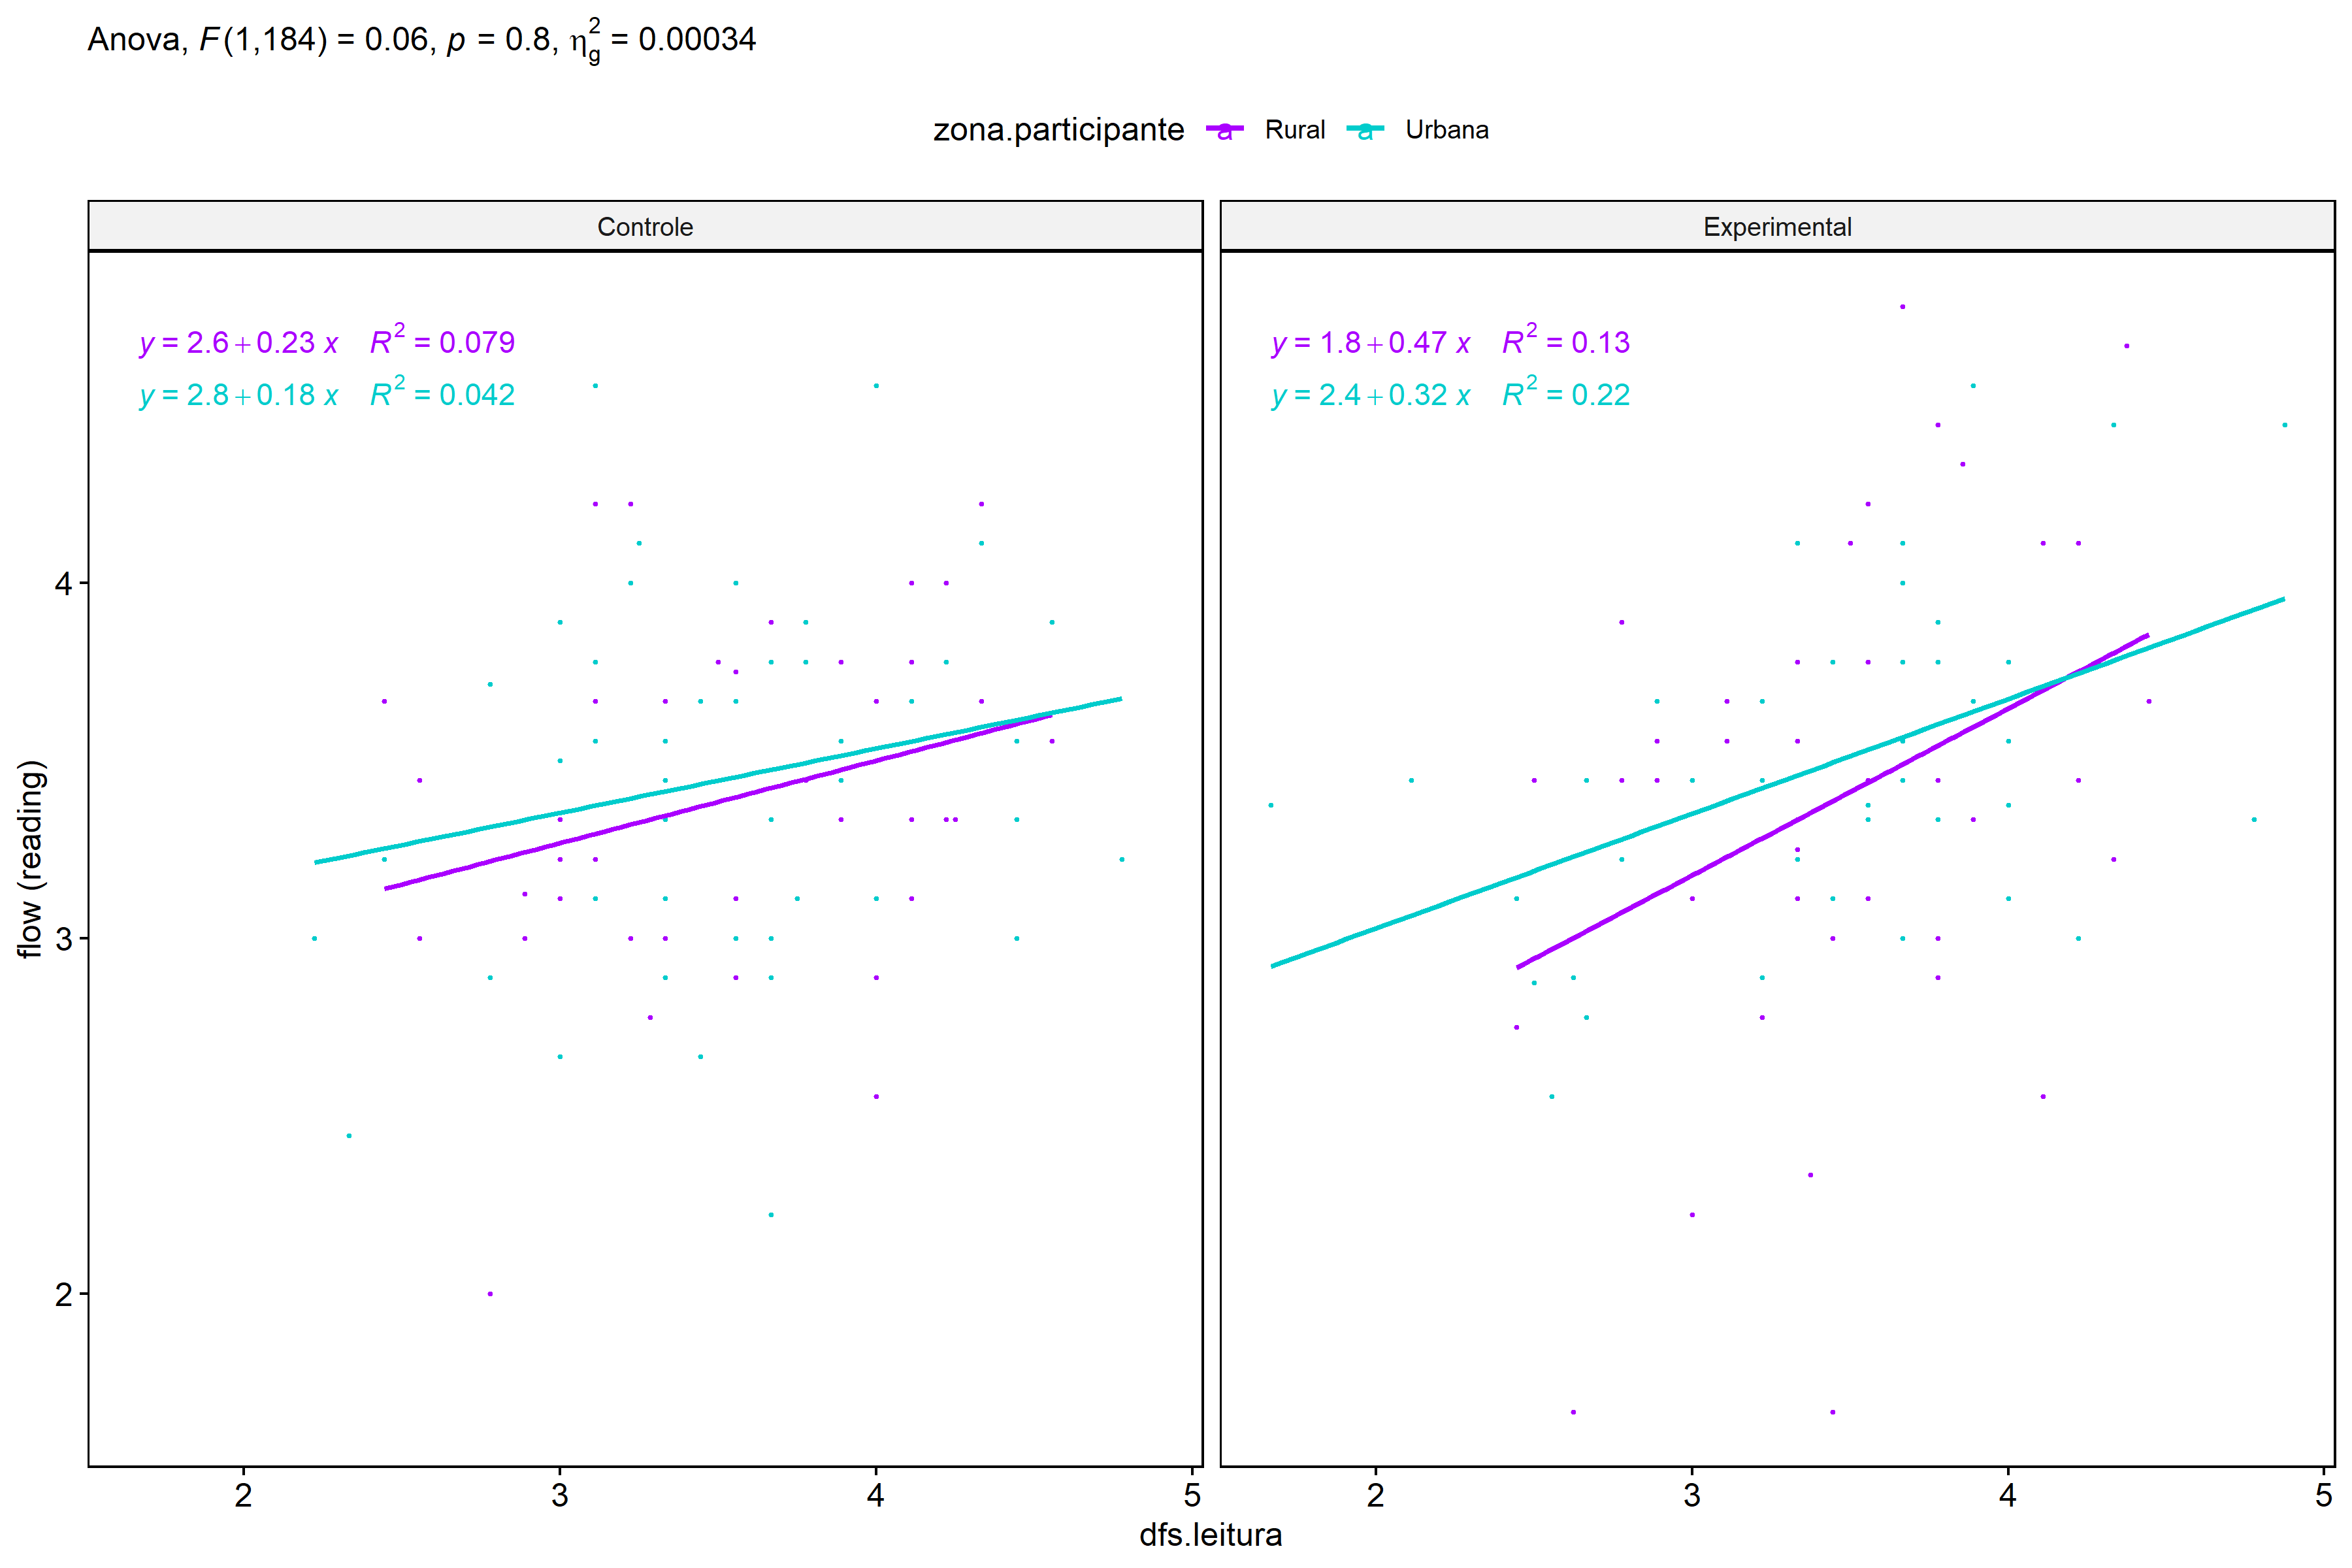 Anova, F(1,184) = 0.06, p = 0.8, η²g = 0.00034
zona.participante a Rural a Urbana
Controle
Experimental
y = 2.6 + 0.23 x R² = 0.079
y = 2.8 + 0.18 x R² = 0.042
y = 1.8 + 0.47 x R² = 0.13
y = 2.4 + 0.32 x R² = 0.22
flow (reading)
4
3
2
2 3 4 5
2 3 4 5
dfs.leitura